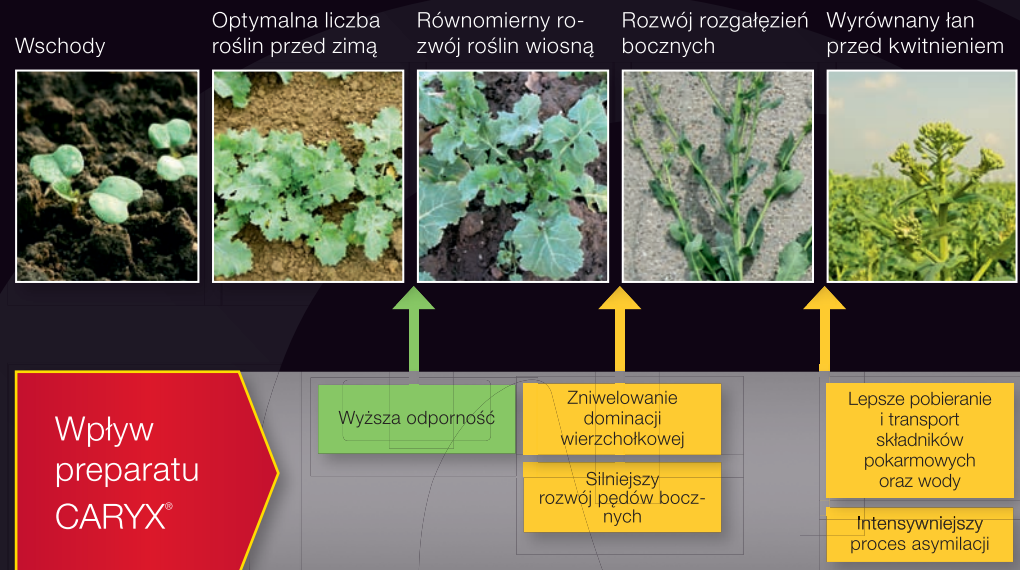 Wschody
Optymalna liczba
roślin przed zimą
Równomierny ro-
zwój roślin wiosną
Rozwój rozgałęzień
bocznych
Wyrównany łan
przed kwitnieniem
Wpływ
preparatu
CARYX®
Wyższa odporność
Zniwelowanie
dominacji
wierzchołkowej
Silniejszy
rozwój pędów bocz-
nych
Lepsze pobieranie
i transport
składników
pokarmowych
oraz wody
Intensywniejszy
proces asymilacji